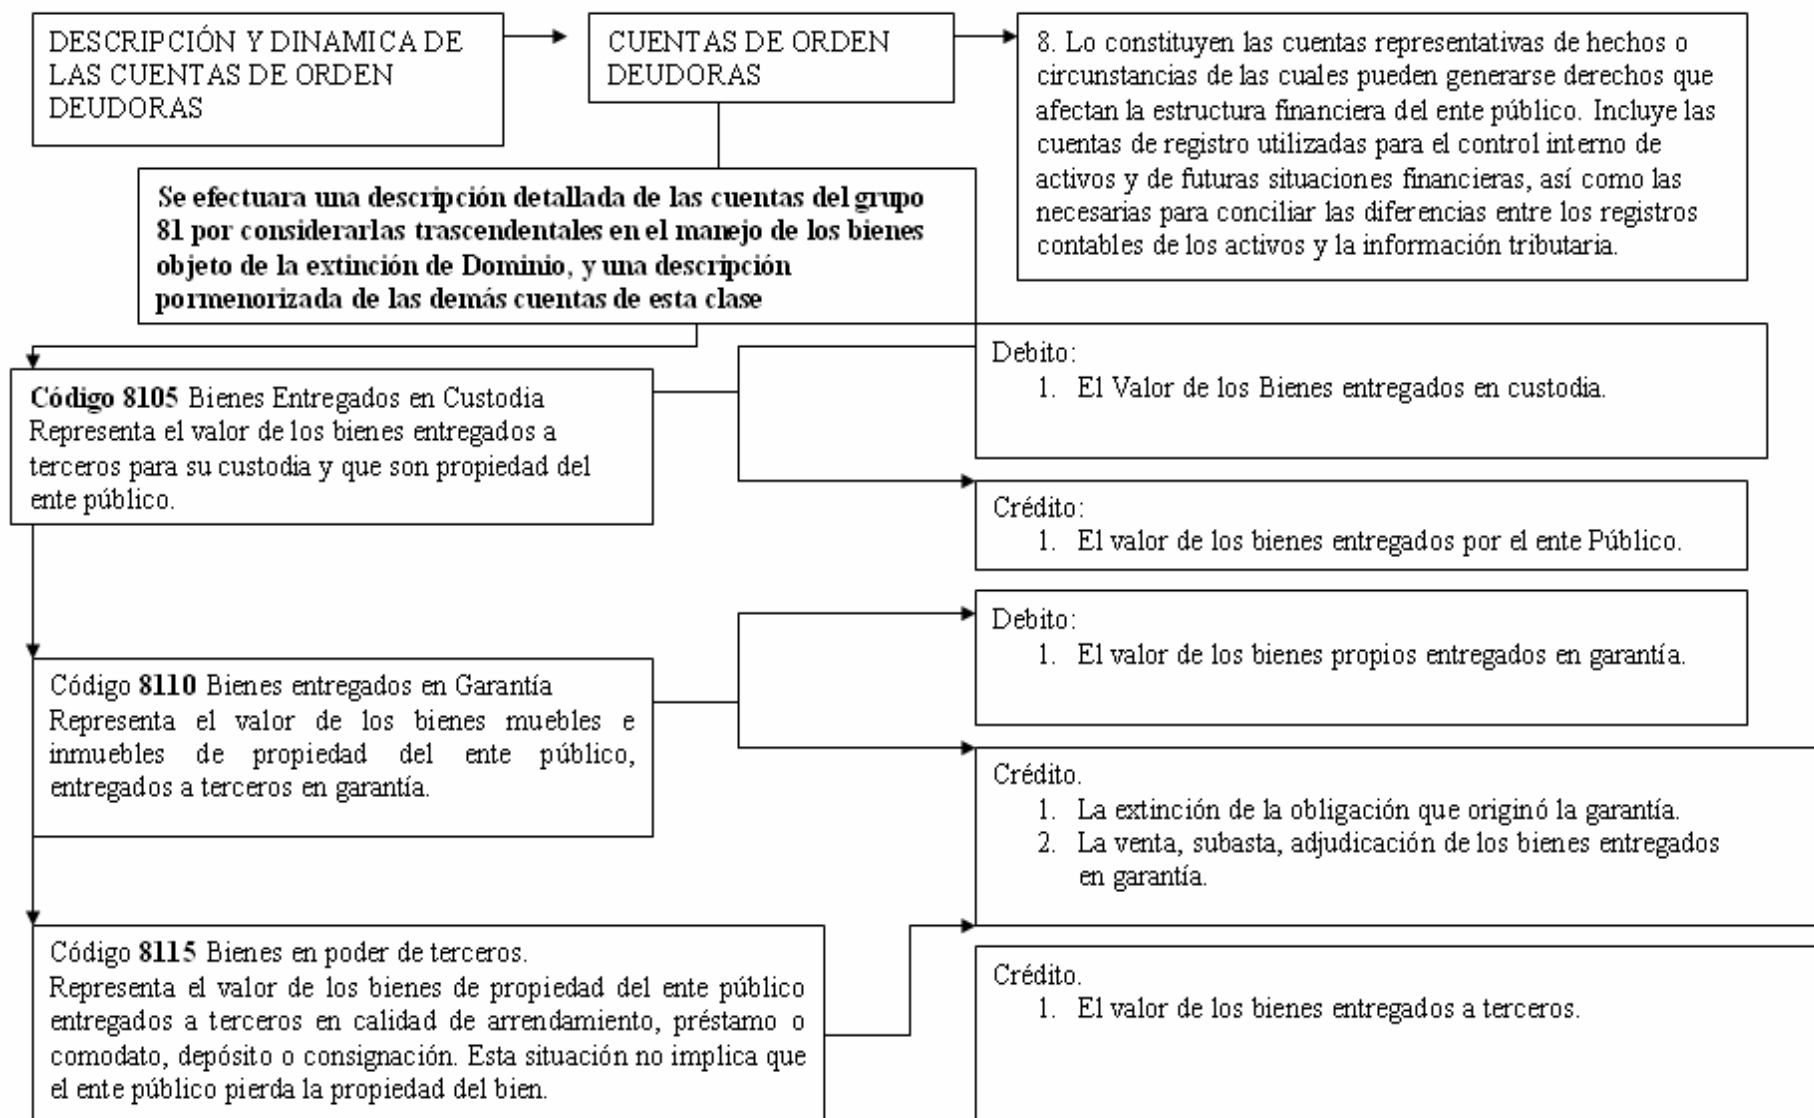 DESCRIPCIÓN Y DINAMICA DE
LAS CUENTAS DE ORDEN
DEUDORAS
CUENTAS DE ORDEN
DEUDORAS
8. Lo constituyen las cuentas representativas de hechos o
circunstancias de las cuales pueden generarse derechos que
afectan la estructura financiera del ente público. Incluye las
cuentas de registro utilizadas para el control interno de
activos y de futuras situaciones financieras, así como las
necesarias para conciliar las diferencias entre los registros
contables de los activos y la información tributaria.
Se efectuara una descripción detallada de las cuentas del grupo
81 por considerarlas trascendentales en el manejo de los bienes
objeto de la extinción de Dominio, y una descripción
pormenorizada de las demás cuentas de esta clase
Código 8105 Bienes Entregados en Custodia
Representa el valor de los bienes entregados a
terceros para su custodia y que son propiedad del
ente público.
Debito:
1. El Valor de los Bienes entregados en custodia.
Crédito:
1. El valor de los bienes entregados por el ente Público.
Código 8110 Bienes entregados en Garantía
Representa el valor de los bienes muebles e
inmuebles de propiedad del ente público,
entregados a terceros en garantía.
Debito:
1. El valor de los bienes propios entregados en garantía.
Crédito.
1. La extinción de la obligación que originó la garantía.
2. La venta, subasta, adjudicación de los bienes entregados
en garantía.
Código 8115 Bienes en poder de terceros.
Representa el valor de los bienes de propiedad del ente público
entregados a terceros en calidad de arrendamiento, préstamo o
comodato, depósito o consignación. Esta situación no implica que
el ente público pierda la propiedad del bien.
Crédito.
1. El valor de los bienes entregados a terceros.